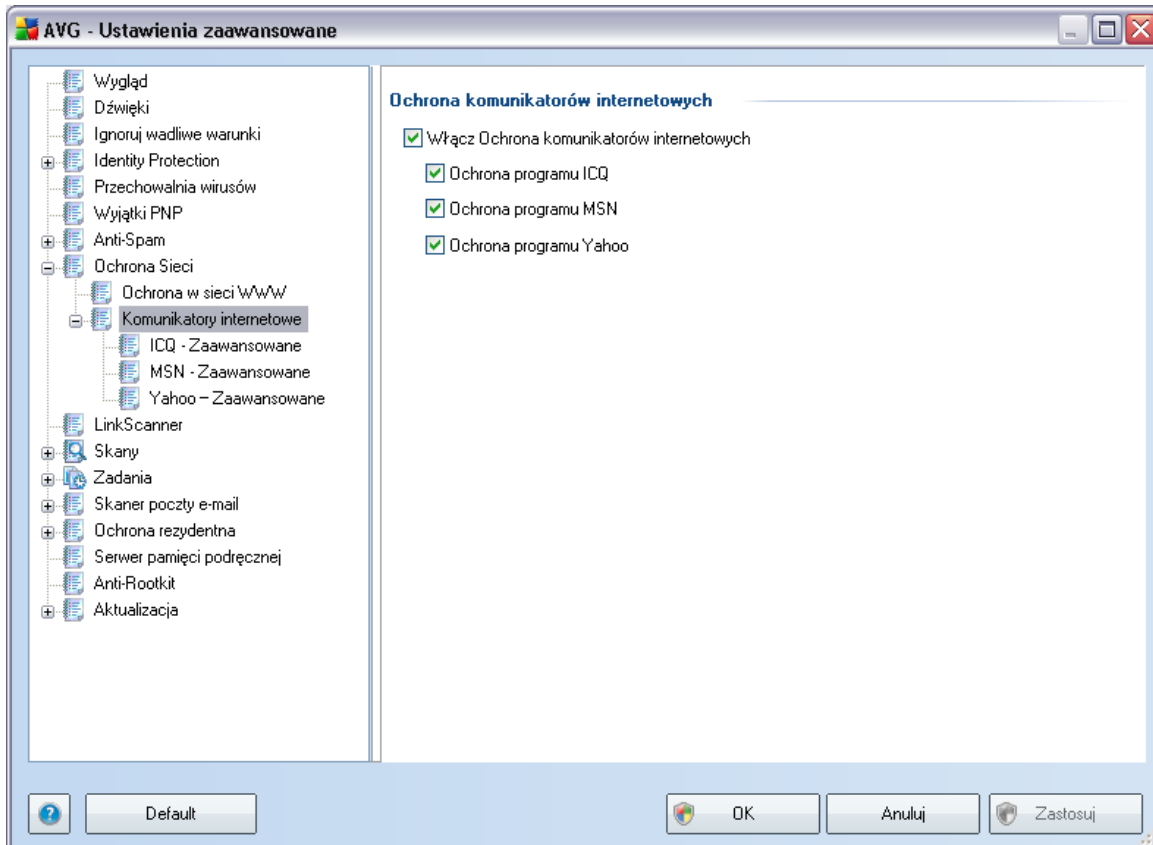 AVG - Ustawienia zaawansowane
Wygląd
Dźwięki
Ignoruj wadliwe warunki
Identity Protection
Przechowalnia wirusów
Wyjątki PNP
Anti-Spam
Ochrona Sieci
Ochrona w sieci WWW
Komunikatory internetowe
ICQ - Zaawansowane
MSN - Zaawansowane
Yahoo – Zaawansowane
LinkScanner
Skany
Zadania
Skaner poczty e-mail
Ochrona rezydentna
Serwer pamięci podręcznej
Anti-Rootkit
Aktualizacja
Ochrona komunikatorów internetowych
Włącz Ochrona komunikatorów internetowych
Ochrona programu ICQ
Ochrona programu MSN
Ochrona programu Yahoo
Default
OK
Anuluj
Zastosuj